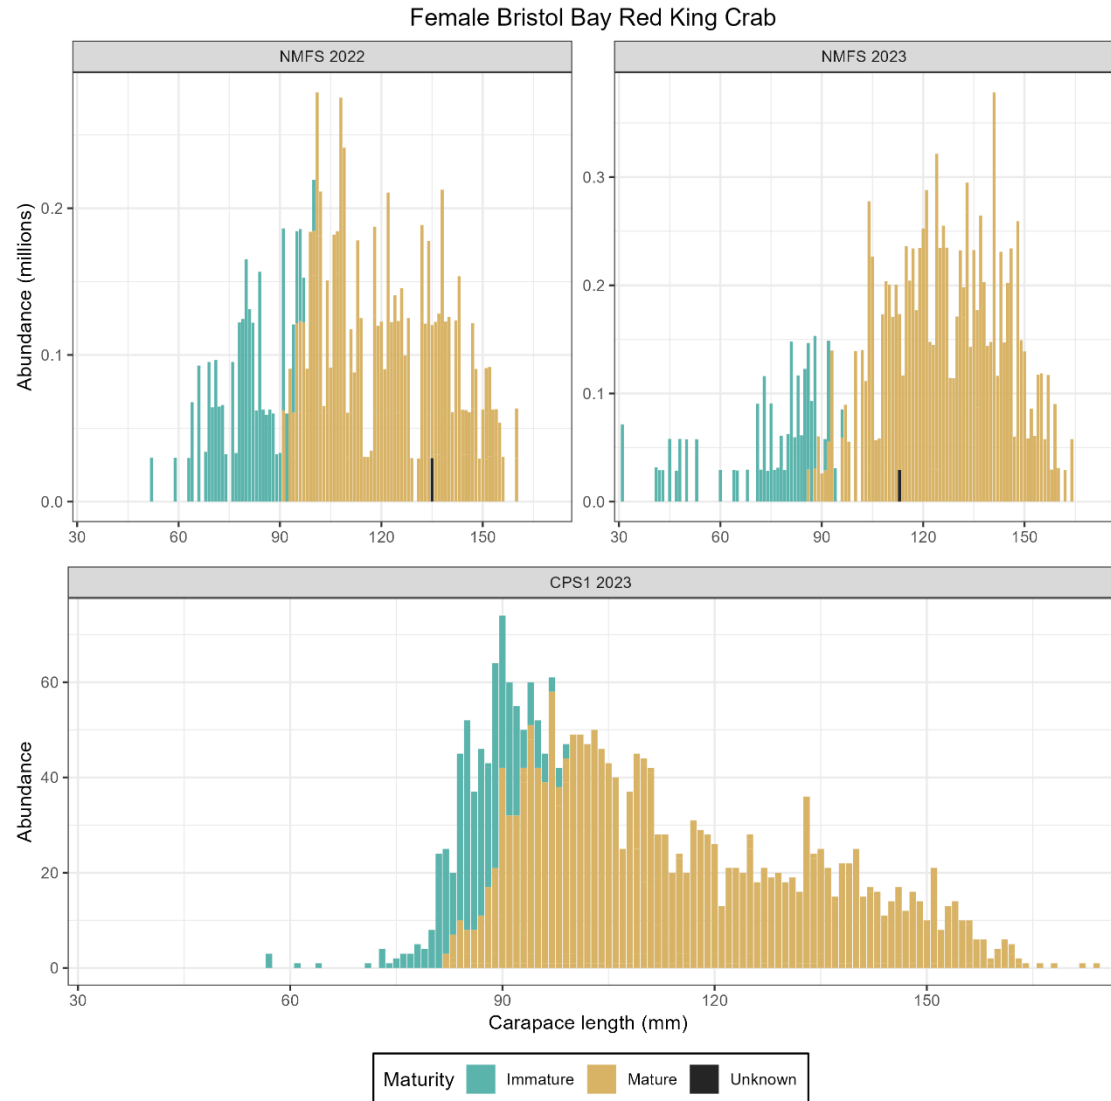 Female Bristol Bay Red King Crab
NMFS 2022
NMFS 2023
Abundance (millions)
0.2
0.1
0.0
0.3
0.2
0.1
0.0
30 60 90 120 150
30 60 90 120 150
CPS1 2023
Abundance
60
40
20
0
30 60 90 120 150
Carapace length (mm)
Maturity Immature Mature Unknown